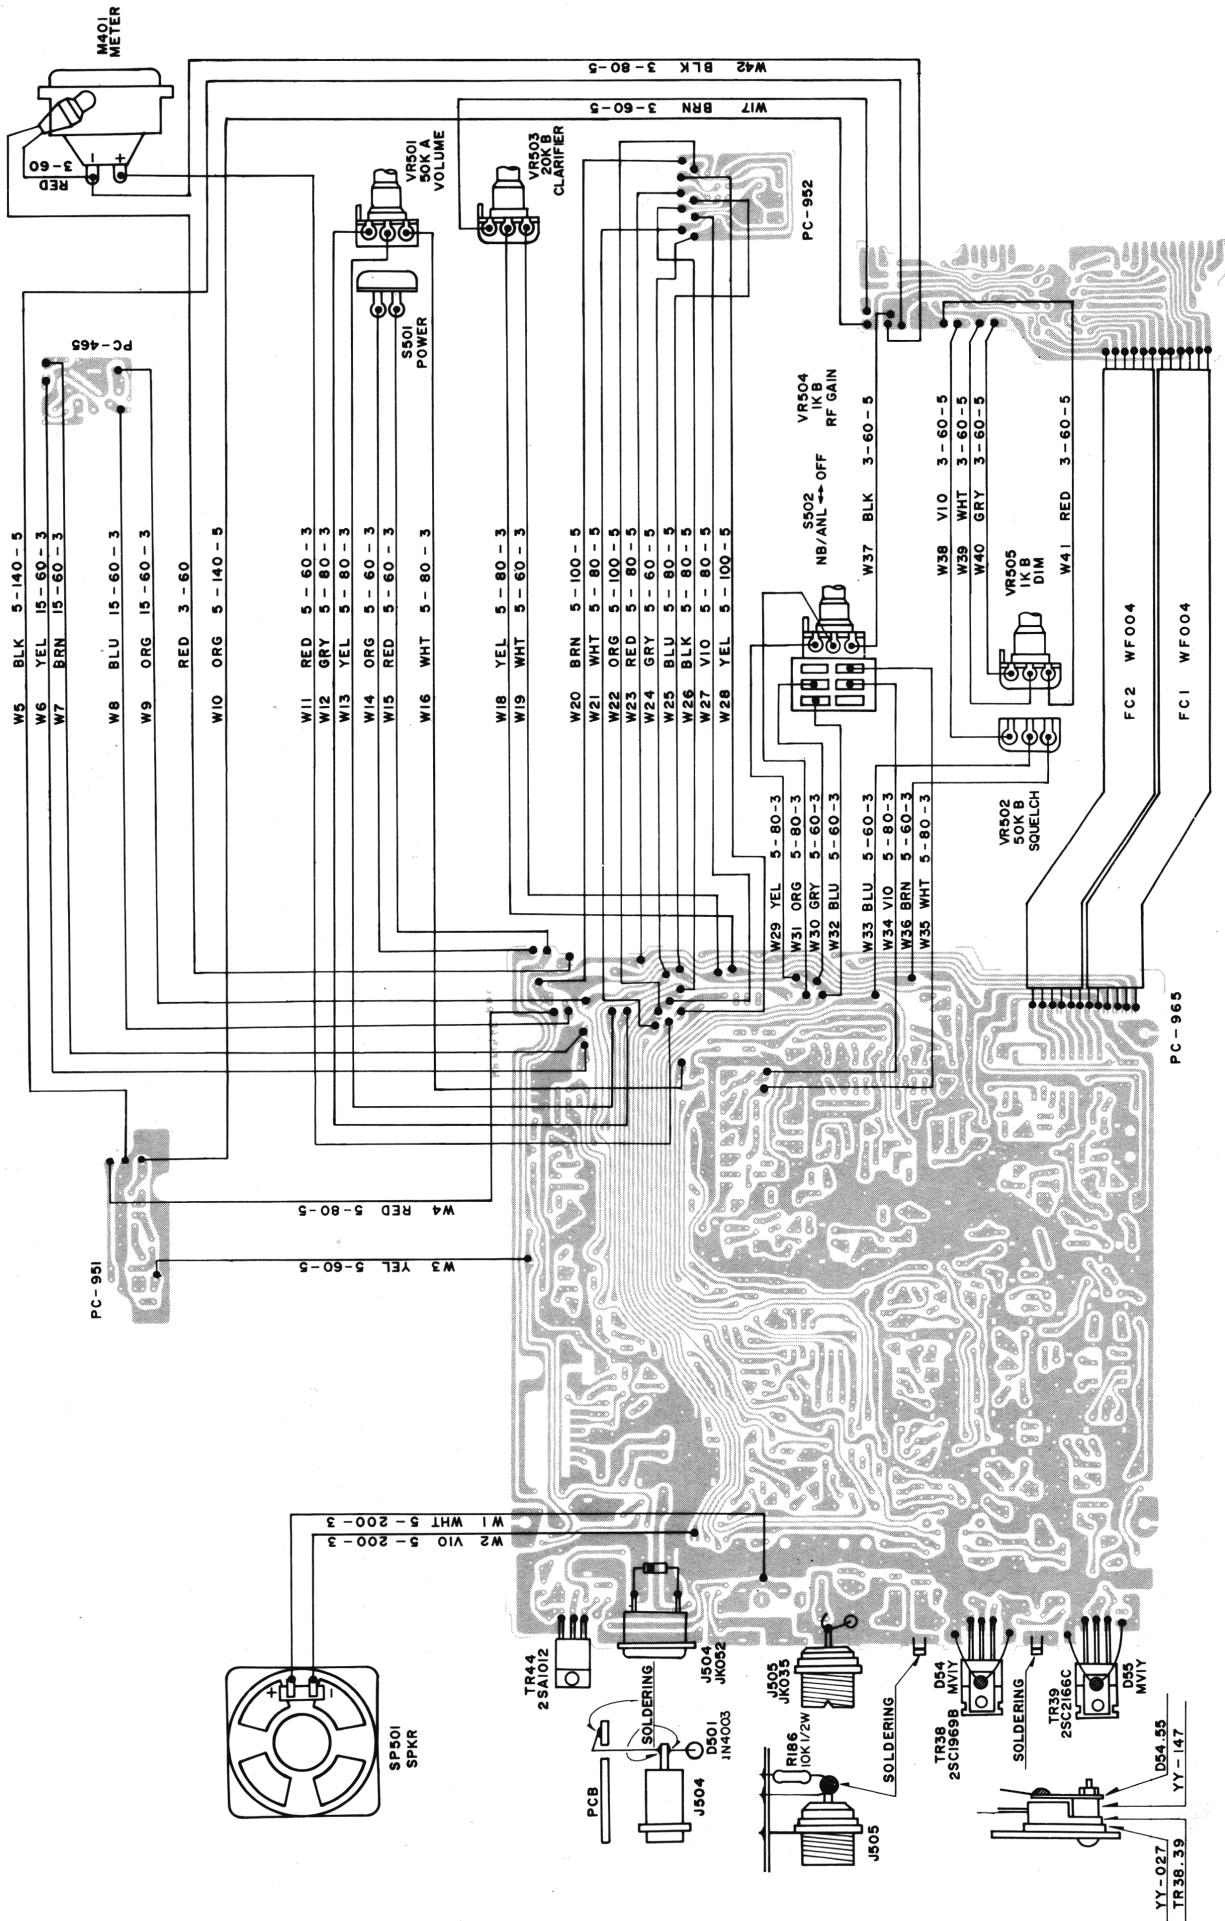 M401
METER
RED
3-60
W42 BLK 3-80-5
W17 BRN 3-60-5
VR501
50K A
VOLUME
S501
POWER
VR503
20K B
CLARIFIER
PC-952
PC-465
W5 BLK 5-140-5
W6 YEL 15-60-3
W7 BRN 15-60-3
W8 BLU 15-60-3
W9 ORG 15-60-3
RED 3-60
W10 ORG 5-140-5
W11 RED 5-60-3
W12 GRY 5-80-3
W13 YEL 5-80-3
W14 ORG 5-60-3
W15 RED 5-60-3
W16 WHT 5-80-3
W18 YEL 5-80-3
W19 WHT 5-60-3
W20 BRN 5-100-5
W21 WHT 5-80-5
W22 ORG 5-100-5
W23 RED 5-80-5
W24 GRY 5-60-5
W25 BLU 5-80-5
W26 BLK 5-80-5
W27 VIO 5-80-5
W28 YEL 5-100-5
S502
NB/ANL ↔ OFF
VR504
1K B
RF GAIN
W37 BLK 3-60-5
W38 VIO 3-60-5
W39 WHT 3-60-5
W40 GRY 3-60-5
VR505
1K B
DIM
W41 RED 3-60-5
FC2 WF004
FC1 WF004
W29 YEL 5-80-3
W31 ORG 5-80-3
W30 GRY 5-60-3
W32 BLU 5-60-3
W33 BLU 5-60-3
W34 VIO 5-80-3
W36 BRN 5-60-3
W35 WHT 5-80-3
VR502
50K B
SQUELCH
PC-965
PC-951
W4 RED 5-80-5
W3 YEL 5-60-5
W1 WHT 5-200-3
W2 VIO 5-200-3
+
-
SP501
SPKR
TR44
2SA1012
J504
JK052
J505
JK035
SOLDERING
D54
MV1Y
TR38
2SC1969B
SOLDERING
TR39
2SC2166C
D55
MV1Y
PCB
SOLDERING
D501
1N4003
J504
R186
10K 1/2W
J505
D54.55
YY-147
YY-027
TR38.39